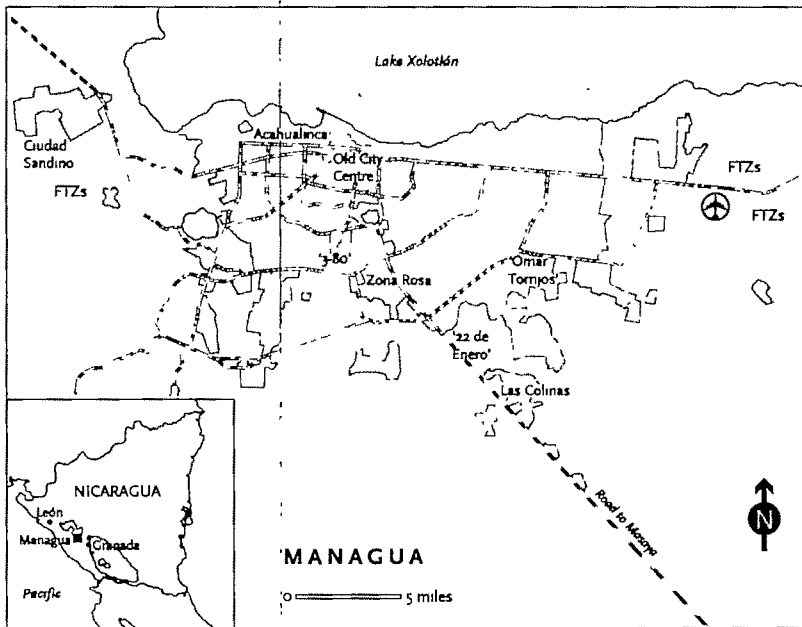 Lake Xolotlán
Ciudad
Sandino
Acahualinca
Old City
Centre
FTZs
FTZs
FTZs
'3-80'
Zona Rosa
Omar
Torrijos
'22 de
Enero'
Las Colinas
Road to Masaya
NICARAGUA
León
Managua
Granada
Pacific
MANAGUA
0 5 miles
N